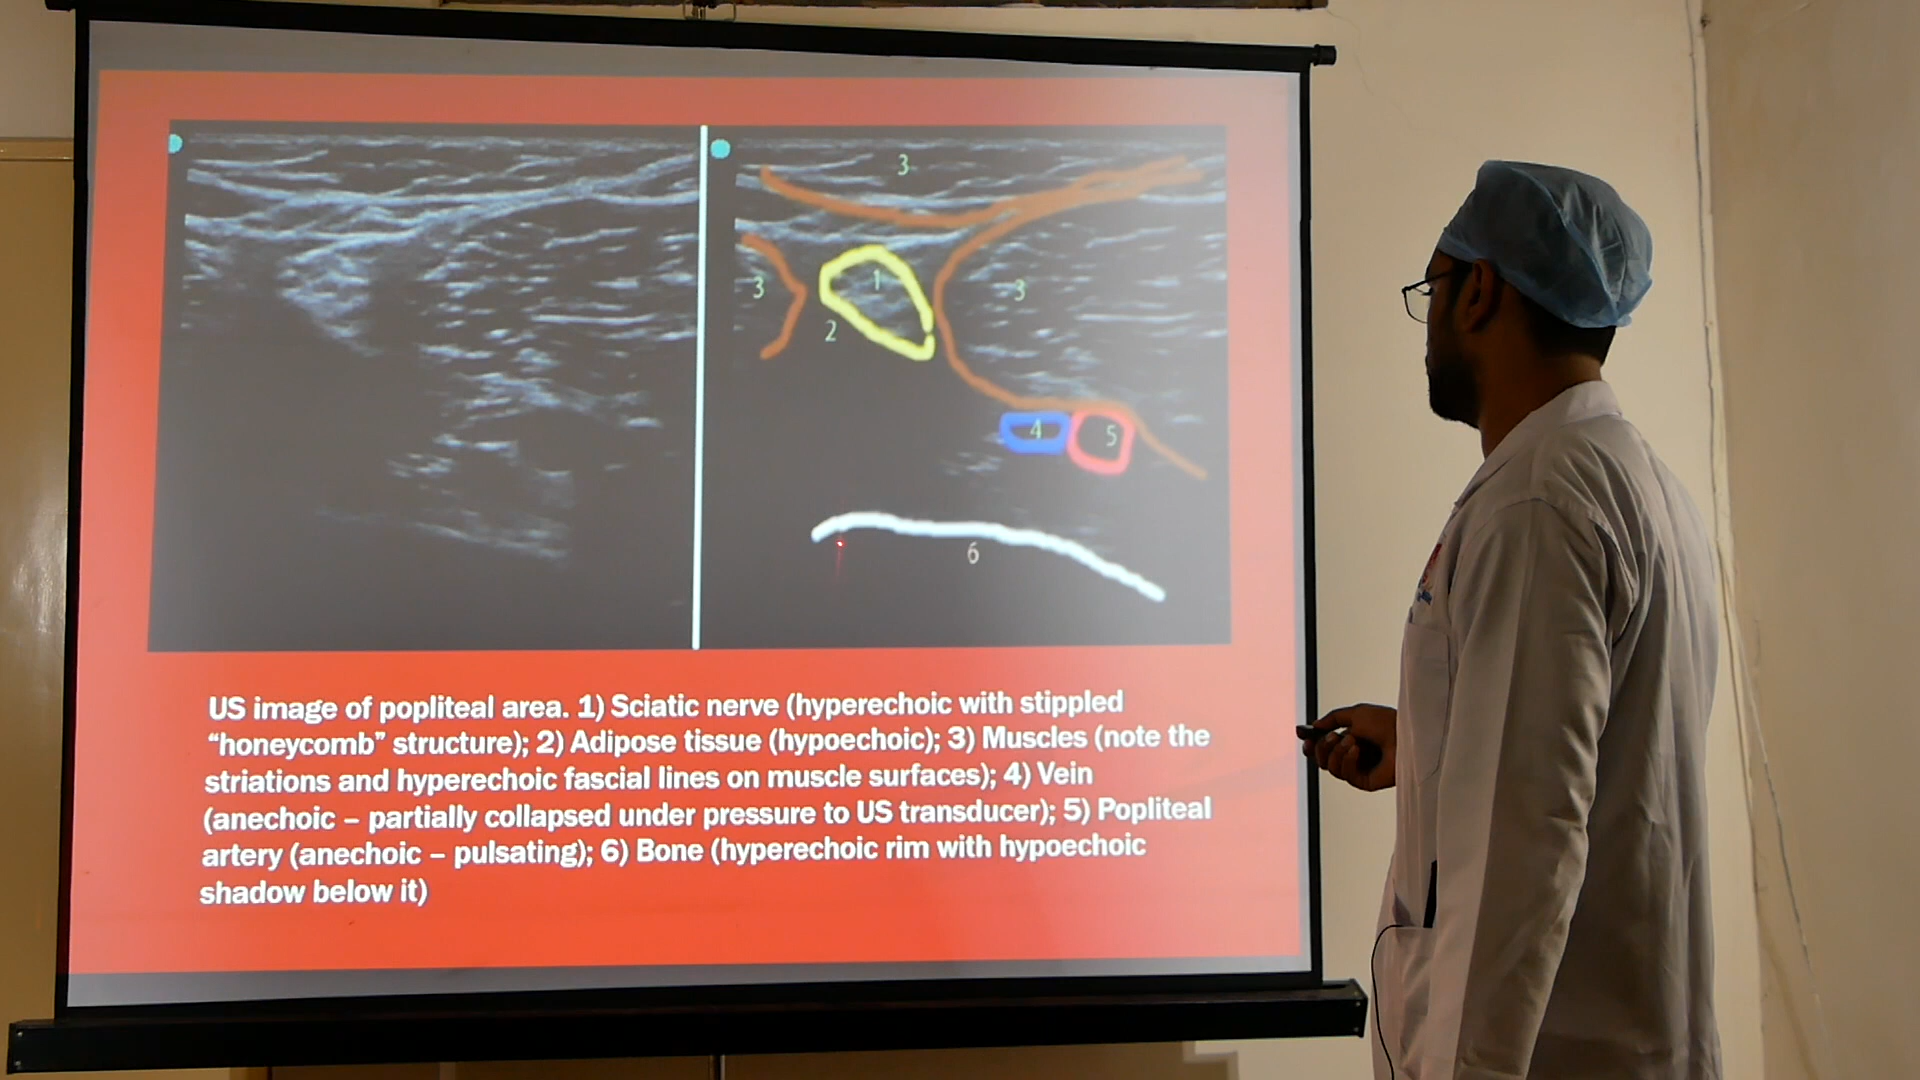 3
1
3
3
2
4
5
6
US image of popliteal area. 1) Sciatic nerve (hyperechoic with stippled
“honeycomb” structure); 2) Adipose tissue (hypoechoic); 3) Muscles (note the
striations and hyperechoic fascial lines on muscle surfaces); 4) Vein
(anechoic – partially collapsed under pressure to US transducer); 5) Popliteal
artery (anechoic – pulsating); 6) Bone (hyperechoic rim with hypoechoic
shadow below it)